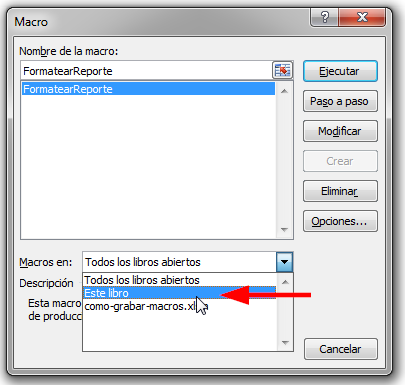 Macro
Nombre de la macro:
FormatearReporte
FormatearReporte
Ejecutar
Paso a paso
Modificar
Crear
Eliminar
Opciones...
Macros en:
Todos los libros abiertos
Todos los libros abiertos
Este libro
como-grabar-macros.xl
Descripción
Esta macro
de produc
Cancelar